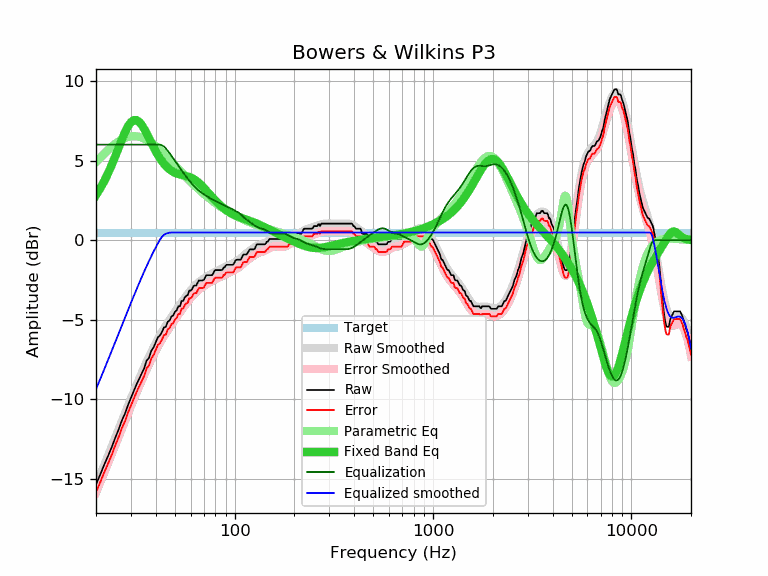 Bowers & Wilkins P3
Amplitude (dBr)
10
5
0
−5
−10
−15
Target
Raw Smoothed
Error Smoothed
Raw
Error
Parametric Eq
Fixed Band Eq
Equalization
Equalized smoothed
100
1000
10000
Frequency (Hz)